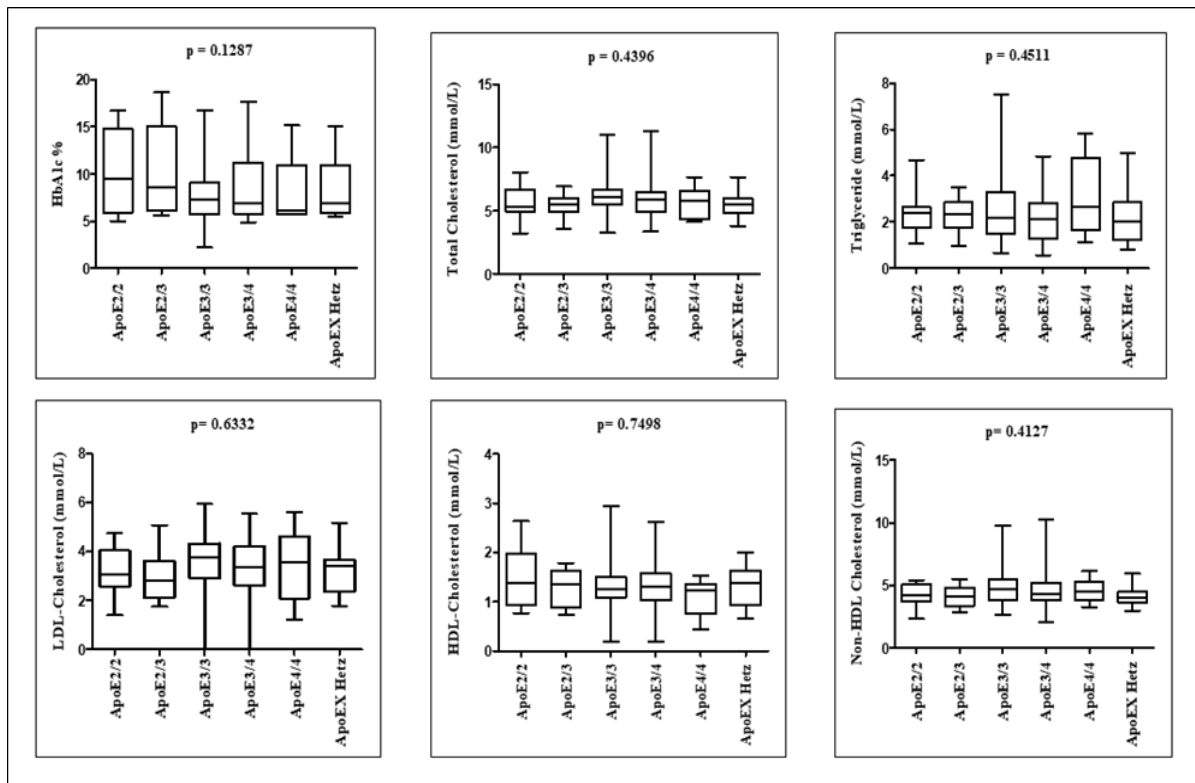 p = 0.1287
HbA1c %
20
15
10
5
0
ApoE2/2
ApoE2/3
ApoE3/3
ApoE3/4
ApoE4/4
ApoEX Hetz
p = 0.4396
Total Cholesterol (mmol/L)
15
10
5
0
ApoE2/2
ApoE2/3
ApoE3/3
ApoE3/4
ApoE4/4
ApoEX Hetz
p = 0.4511
Triglyceride (mmol/L)
8
6
4
2
0
ApoE2/2
ApoE2/3
ApoE3/3
ApoE3/4
ApoE4/4
ApoEX Hetz
p= 0.6332
LDL-Cholesterol (mmol/L)
8
6
4
2
0
ApoE2/2
ApoE2/3
ApoE3/3
ApoE3/4
ApoE4/4
ApoEX Hetz
p= 0.7498
HDL-Cholestertol (mmol/L)
4
3
2
1
0
ApoE2/2
ApoE2/3
ApoE3/3
ApoE3/4
ApoE4/4
ApoEX Hetz
p= 0.4127
Non-HDL Cholesterol (mmol/L)
15
10
5
0
ApoE2/2
ApoE2/3
ApoE3/3
ApoE3/4
ApoE4/4
ApoEX Hetz